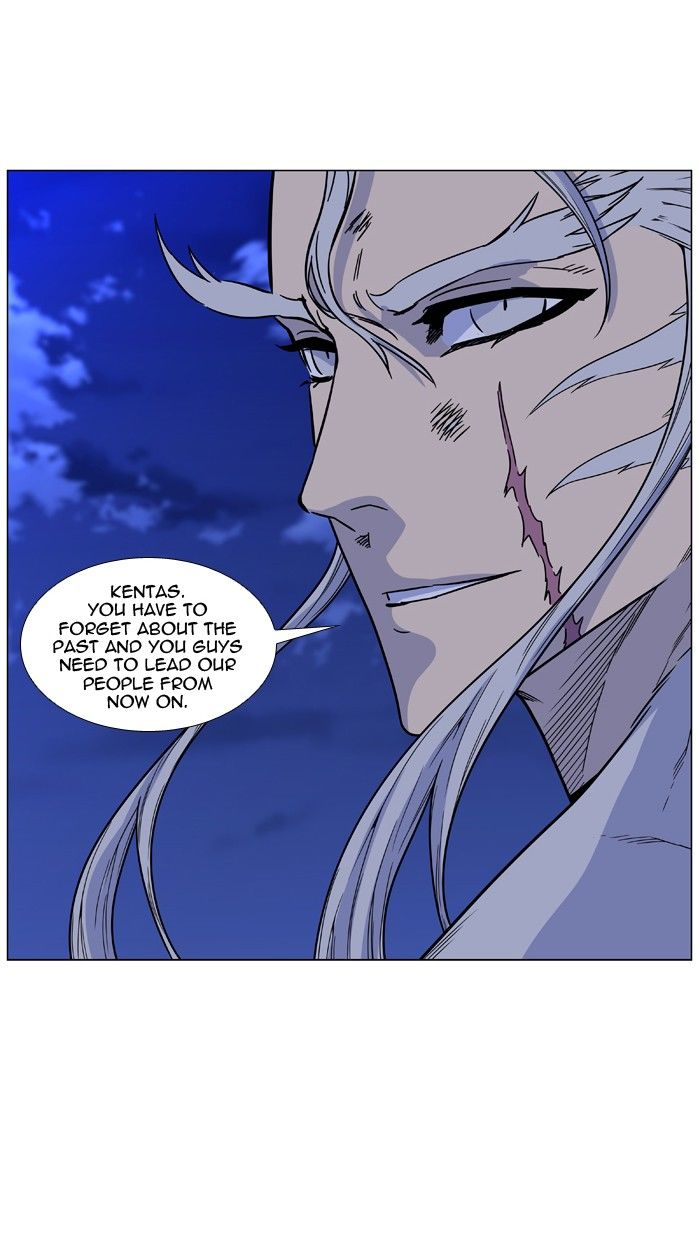 KENTAS.
YOU HAVE TO
FORGET ABOUT THE
PAST AND YOU GUYS
NEED TO LEAD OUR
PEOPLE FROM
NOW ON.